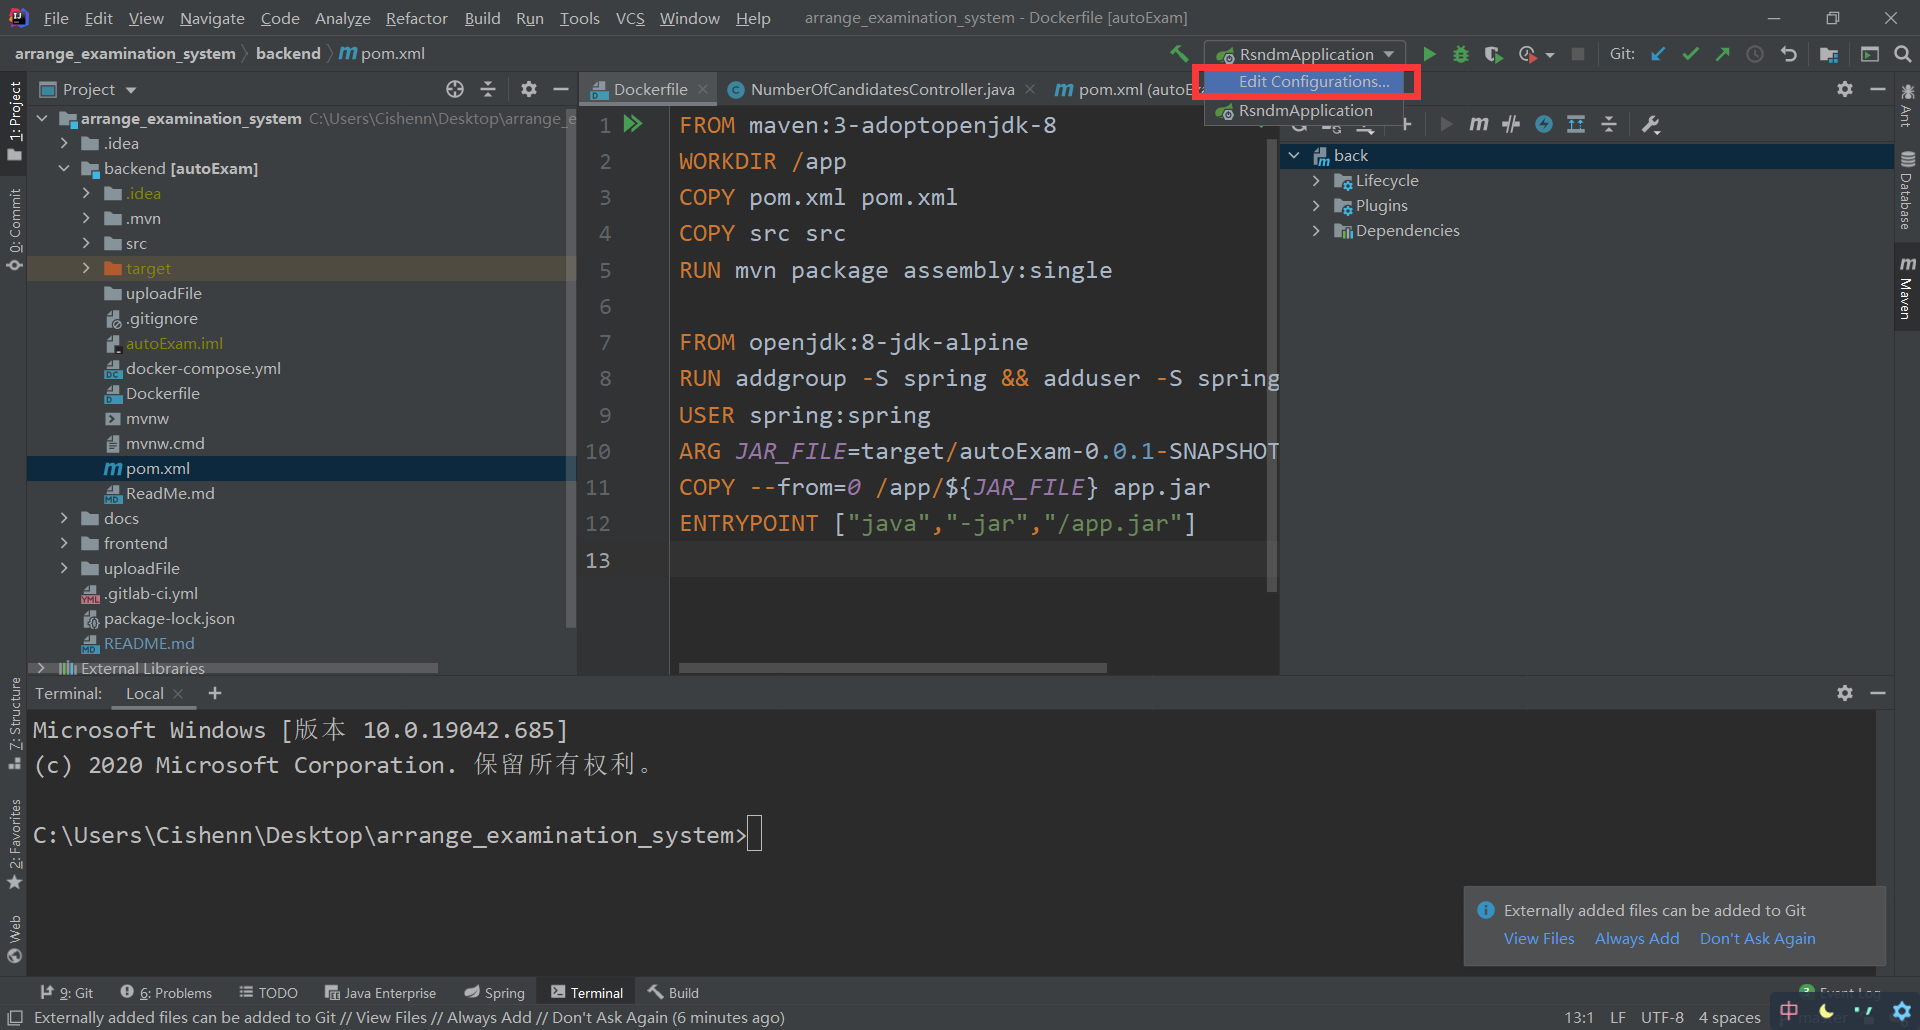 File Edit View Navigate Code Analyze Refactor Build Run Tools VCS Window Help arrange_examination_system - Dockerfile [autoExam]
arrange_examination_system backend pom.xml RsndmApplication Git:
Edit Configurations...
RsndmApplication
Project
Dockerfile NumberOfCandidatesController.java pom.xml (autoEx
arrange_examination_system C:\Users\Cishenn\Desktop\arrange_e
.idea
backend [autoExam]
.idea
.mvn
src
target
uploadFile
.gitignore
autoExam.iml
docker-compose.yml
Dockerfile
mvnw
mvnw.cmd
pom.xml
ReadMe.md
docs
frontend
uploadFile
.gitlab-ci.yml
package-lock.json
README.md
External Libraries
1 FROM maven:3-adoptopenjdk-8
2 WORKDIR /app
3 COPY pom.xml pom.xml
4 COPY src src
5 RUN mvn package assembly:single
6
7 FROM openjdk:8-jdk-alpine
8 RUN addgroup -S spring && adduser -S spring
9 USER spring:spring
10 ARG JAR_FILE=target/autoExam-0.0.1-SNAPSHOT
11 COPY --from=0 /app/${JAR_FILE} app.jar
12 ENTRYPOINT ["java","-jar","/app.jar"]
13
back
Lifecycle
Plugins
Dependencies
1: Project
0: Commit
7: Structure
2: Favorites
Web
Ant
Database
Maven
Terminal: Local
Microsoft Windows [版本 10.0.19042.685]
(c) 2020 Microsoft Corporation. 保留所有权利。
C:\Users\Cishenn\Desktop\arrange_examination_system>
Externally added files can be added to Git
View Files Always Add Don't Ask Again
9: Git 6: Problems TODO Java Enterprise Spring Terminal Build 3 Event Log
Externally added files can be added to Git // View Files // Always Add // Don't Ask Again (6 minutes ago) 13:1 LF UTF-8 4 spaces 中